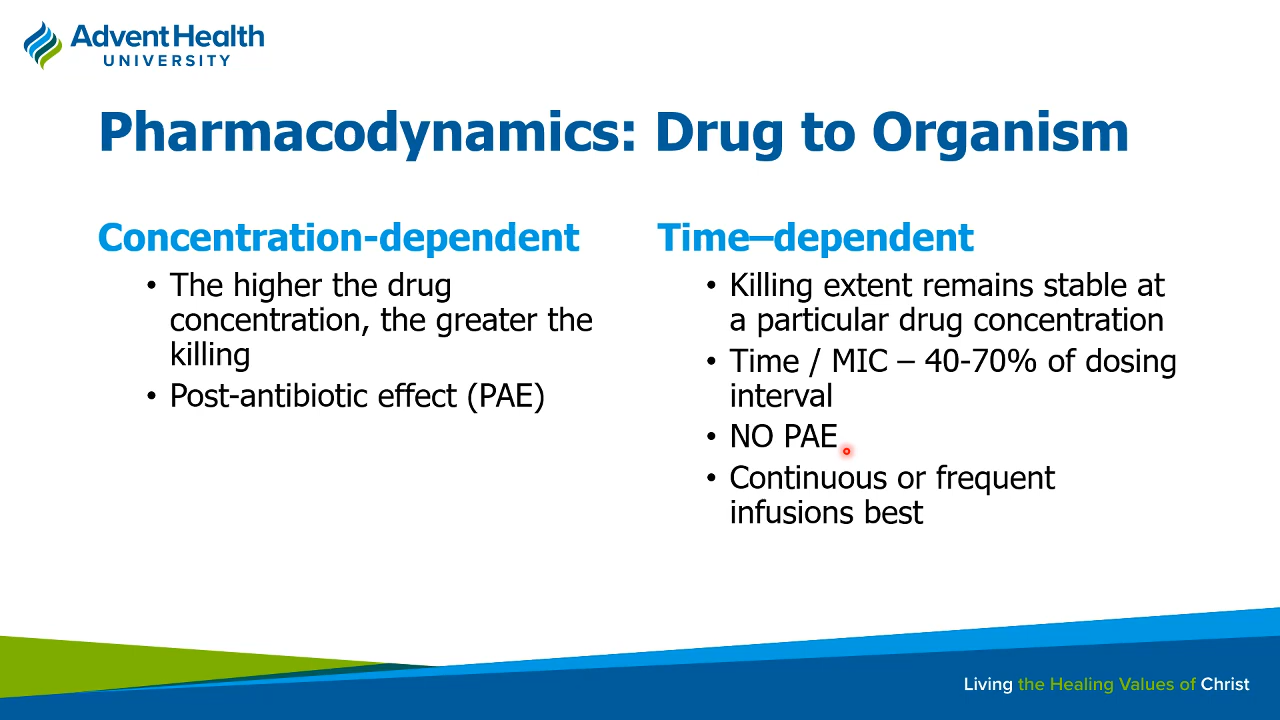 AdventHealth
UNIVERSITY
Pharmacodynamics: Drug to Organism
Concentration-dependent
• The higher the drug
concentration, the greater the
killing
• Post-antibiotic effect (PAE)
Time–dependent
• Killing extent remains stable at
a particular drug concentration
• Time / MIC – 40-70% of dosing
interval
• NO PAE
• Continuous or frequent
infusions best
Living the Healing Values of Christ